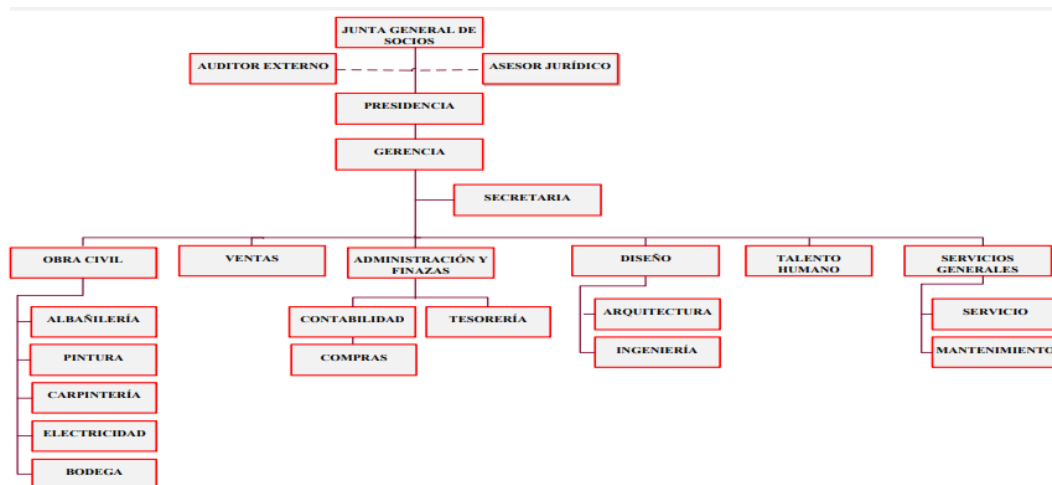 JUNTA GENERAL DE
SOCIOS
AUDITOR EXTERNO
ASESOR JURÍDICO
PRESIDENCIA
GERENCIA
SECRETARIA
OBRA CIVIL
VENTAS
ADMINISTRACIÓN Y
FINAZAS
DISEÑO
TALENTO
HUMANO
SERVICIOS
GENERALES
ALBAÑILERÍA
PINTURA
CARPINTERÍA
ELECTRICIDAD
BODEGA
CONTABILIDAD
TESORERÍA
COMPRAS
ARQUITECTURA
INGENIERÍA
SERVICIO
MANTENIMIENTO